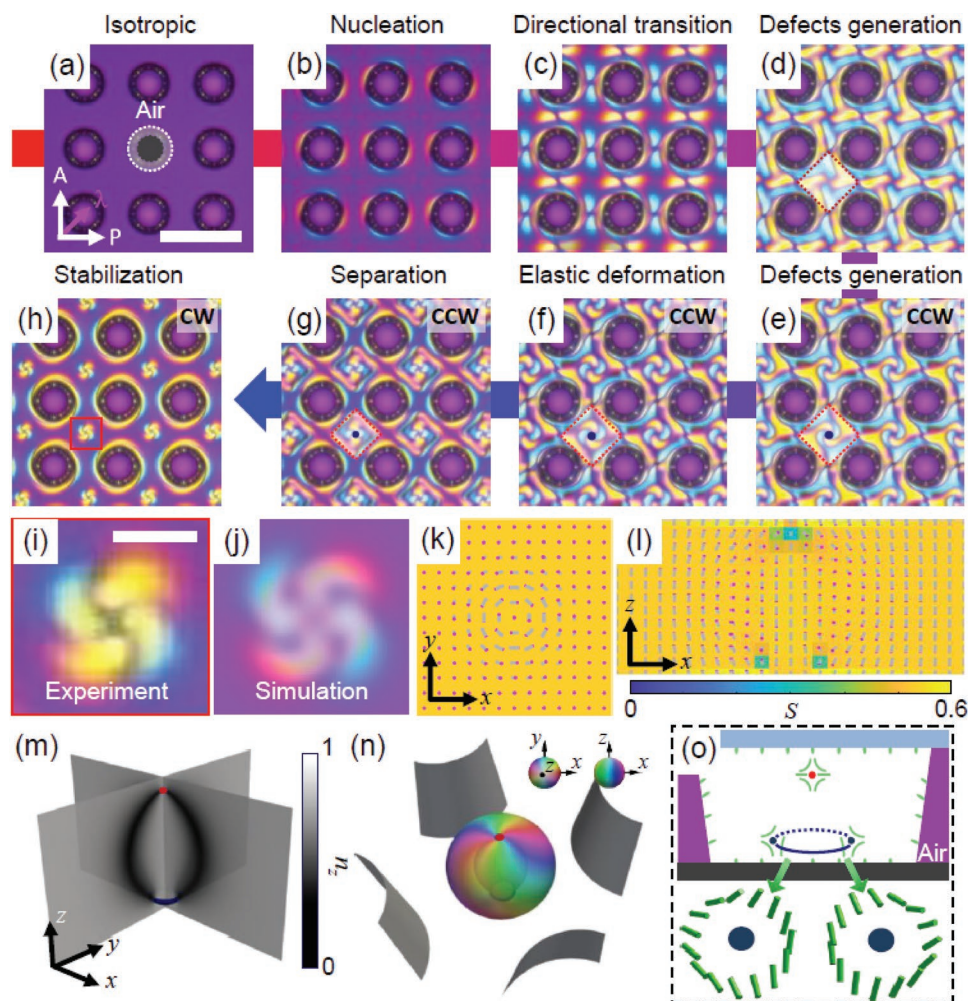 Isotropic
Nucleation
Directional transition
Defects generation
(a)
(b)
(c)
(d)
Air
A
λ
P
Stabilization
Separation
Elastic deformation
Defects generation
(h)
CW
(g)
CCW
(f)
CCW
(e)
CCW
(i)
Experiment
(j)
Simulation
(k)
y
x
(l)
z
x
0
S
0.6
(m)
1
n_z
0
z
y
x
(n)
y
z
x
z
x
(o)
Air